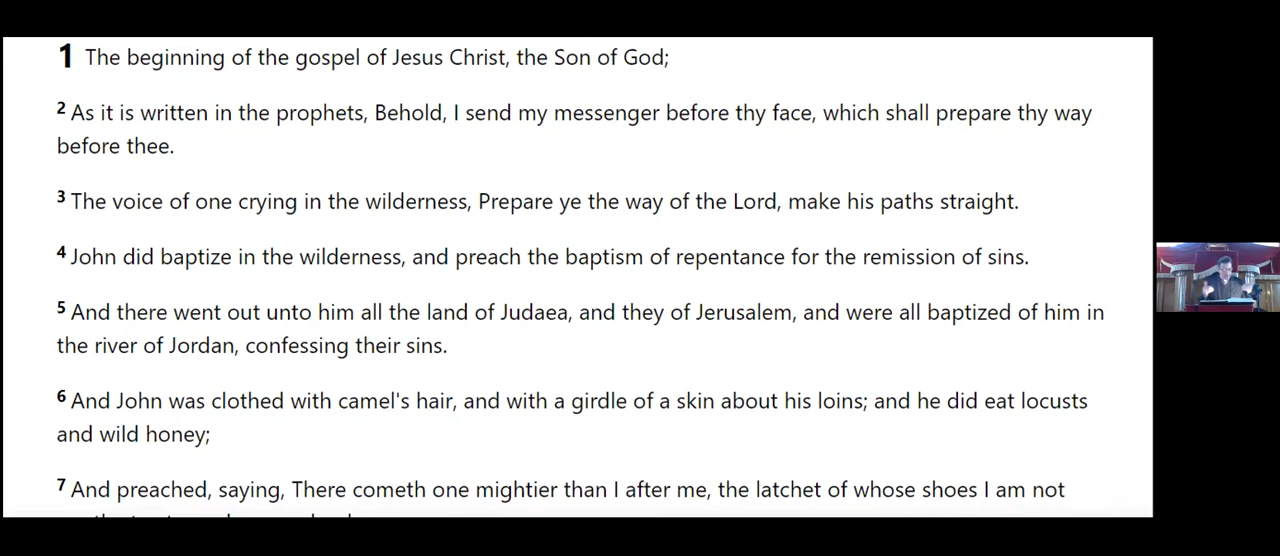 1 The beginning of the gospel of Jesus Christ, the Son of God;
2 As it is written in the prophets, Behold, I send my messenger before thy face, which shall prepare thy way
before thee.
3 The voice of one crying in the wilderness, Prepare ye the way of the Lord, make his paths straight.
4 John did baptize in the wilderness, and preach the baptism of repentance for the remission of sins.
5 And there went out unto him all the land of Judaea, and they of Jerusalem, and were all baptized of him in
the river of Jordan, confessing their sins.
6 And John was clothed with camel's hair, and with a girdle of a skin about his loins; and he did eat locusts
and wild honey;
7 And preached, saying, There cometh one mightier than I after me, the latchet of whose shoes I am not